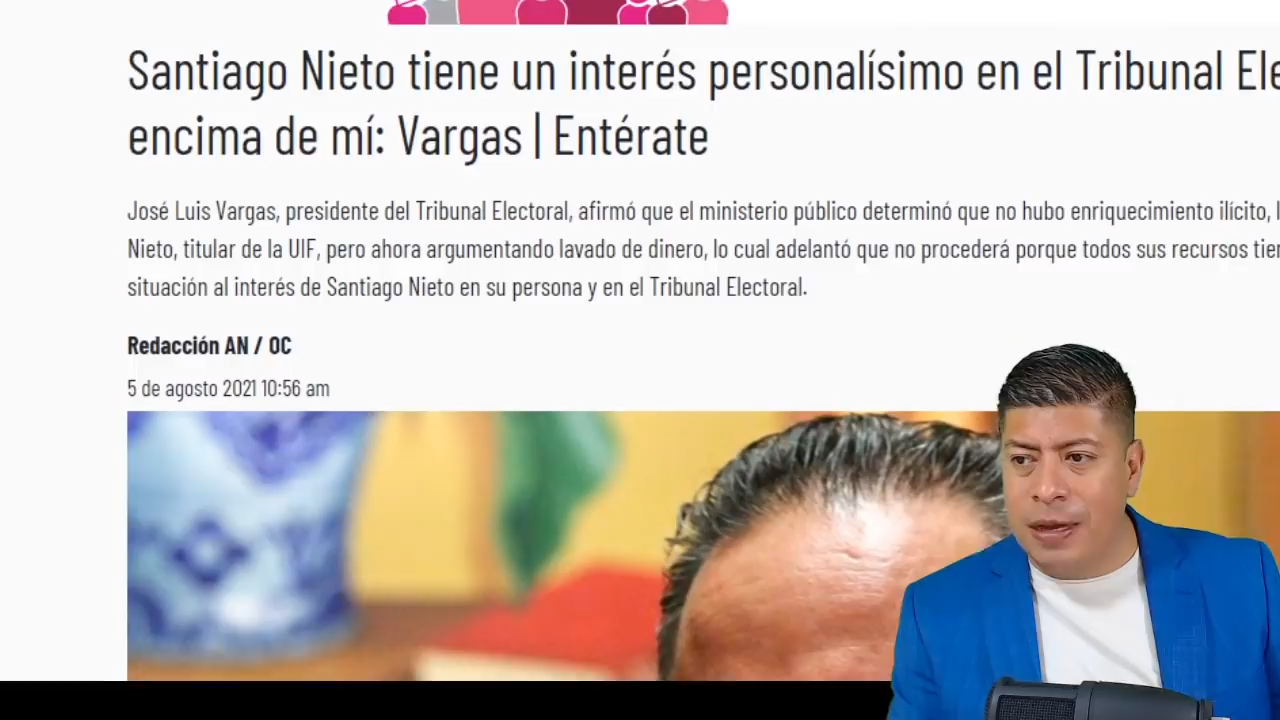 Santiago Nieto tiene un interés personalísimo en el Tribunal
encima de mí: Vargas | Entérate
José Luis Vargas, presidente del Tribunal Electoral, afirmó que el ministerio público determinó que no hubo enriquecimiento ilícito,
Nieto, titular de la UIF, pero ahora argumentando lavado de dinero, lo cual adelantó que no procederá porque todos sus recursos
situación al interés de Santiago Nieto en su persona y en el Tribunal Electoral.
Redacción AN / OC
5 de agosto 2021 10:56 am